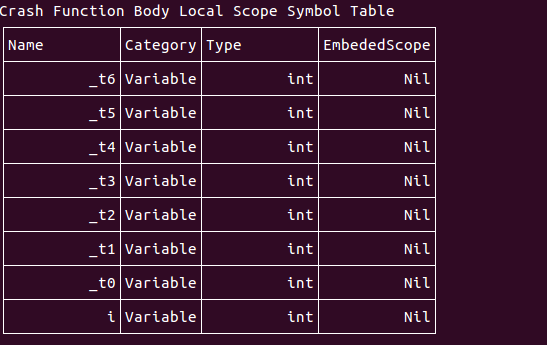 Crash Function Body Local Scope Symbol Table
Name Category Type EmbededScope
_t6 Variable int Nil
_t5 Variable int Nil
_t4 Variable int Nil
_t3 Variable int Nil
_t2 Variable int Nil
_t1 Variable int Nil
_t0 Variable int Nil
i Variable int Nil